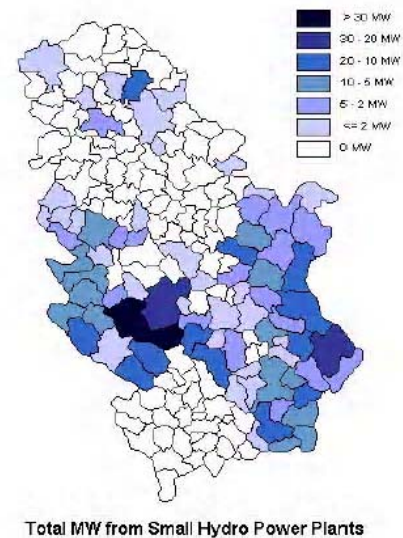 > 30 MW
30 - 20 MW
20 - 10 MW
10 - 5 MW
5 - 2 MW
<= 2 MW
0 MW
Total MW from Small Hydro Power Plants